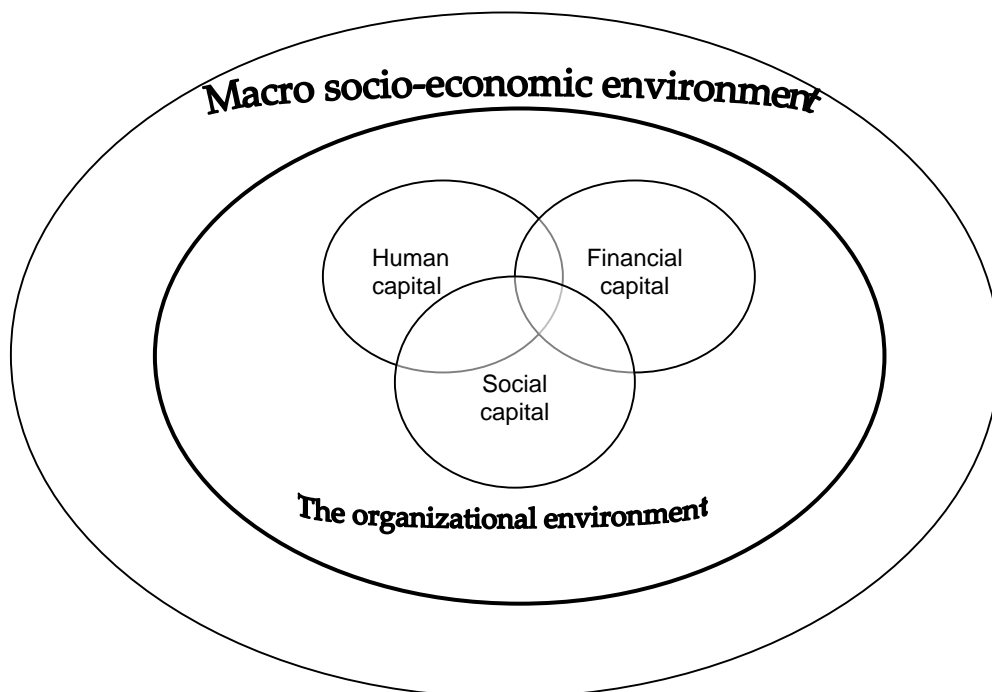 Macro socio-economic environment
Human
capital
Financial
capital
Social
capital
The organizational environment